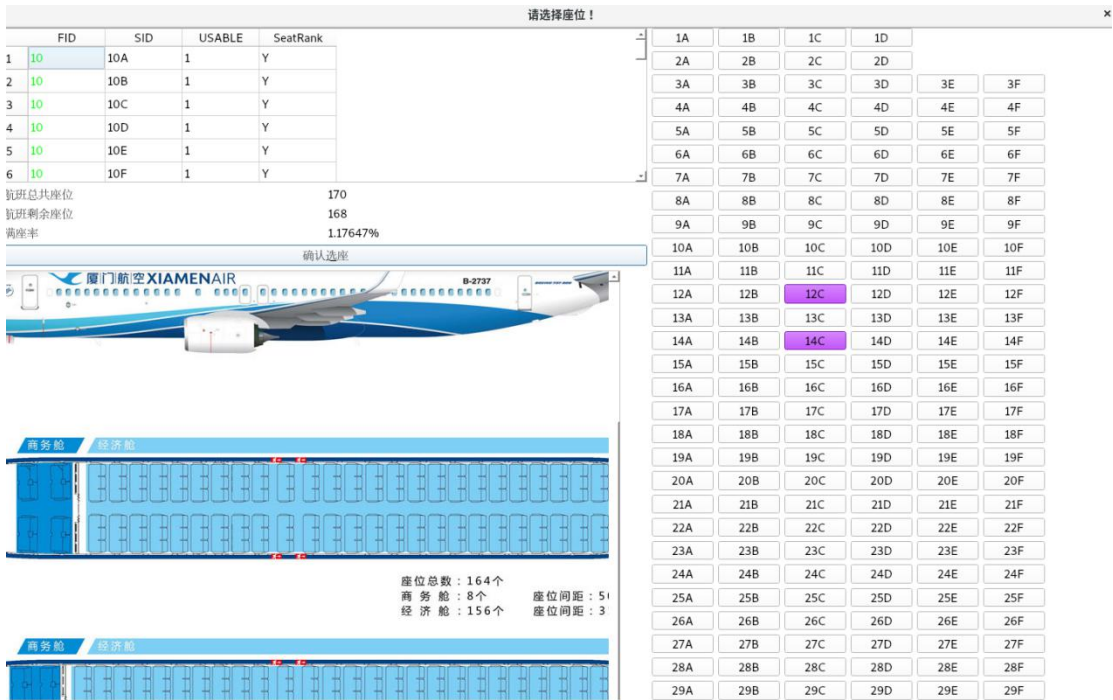 请选择座位！
×
FID SID USABLE SeatRank
1 10 10A 1 Y
2 10 10B 1 Y
3 10 10C 1 Y
4 10 10D 1 Y
5 10 10E 1 Y
6 10 10F 1 Y
航班总共座位 170
航班剩余座位 168
满座率 1.17647%
确认选座
厦门航空 XIAMENAIR
B-2737
商务舱 经济舱
座位总数：164个
商 务 舱：8个 座位间距：5
经 济 舱：156个 座位间距：3
商务舱 经济舱
1A 1B 1C 1D
2A 2B 2C 2D
3A 3B 3C 3D 3E 3F
4A 4B 4C 4D 4E 4F
5A 5B 5C 5D 5E 5F
6A 6B 6C 6D 6E 6F
7A 7B 7C 7D 7E 7F
8A 8B 8C 8D 8E 8F
9A 9B 9C 9D 9E 9F
10A 10B 10C 10D 10E 10F
11A 11B 11C 11D 11E 11F
12A 12B 12C 12D 12E 12F
13A 13B 13C 13D 13E 13F
14A 14B 14C 14D 14E 14F
15A 15B 15C 15D 15E 15F
16A 16B 16C 16D 16E 16F
17A 17B 17C 17D 17E 17F
18A 18B 18C 18D 18E 18F
19A 19B 19C 19D 19E 19F
20A 20B 20C 20D 20E 20F
21A 21B 21C 21D 21E 21F
22A 22B 22C 22D 22E 22F
23A 23B 23C 23D 23E 23F
24A 24B 24C 24D 24E 24F
25A 25B 25C 25D 25E 25F
26A 26B 26C 26D 26E 26F
27A 27B 27C 27D 27E 27F
28A 28B 28C 28D 28E 28F
29A 29B 29C 29D 29E 29F